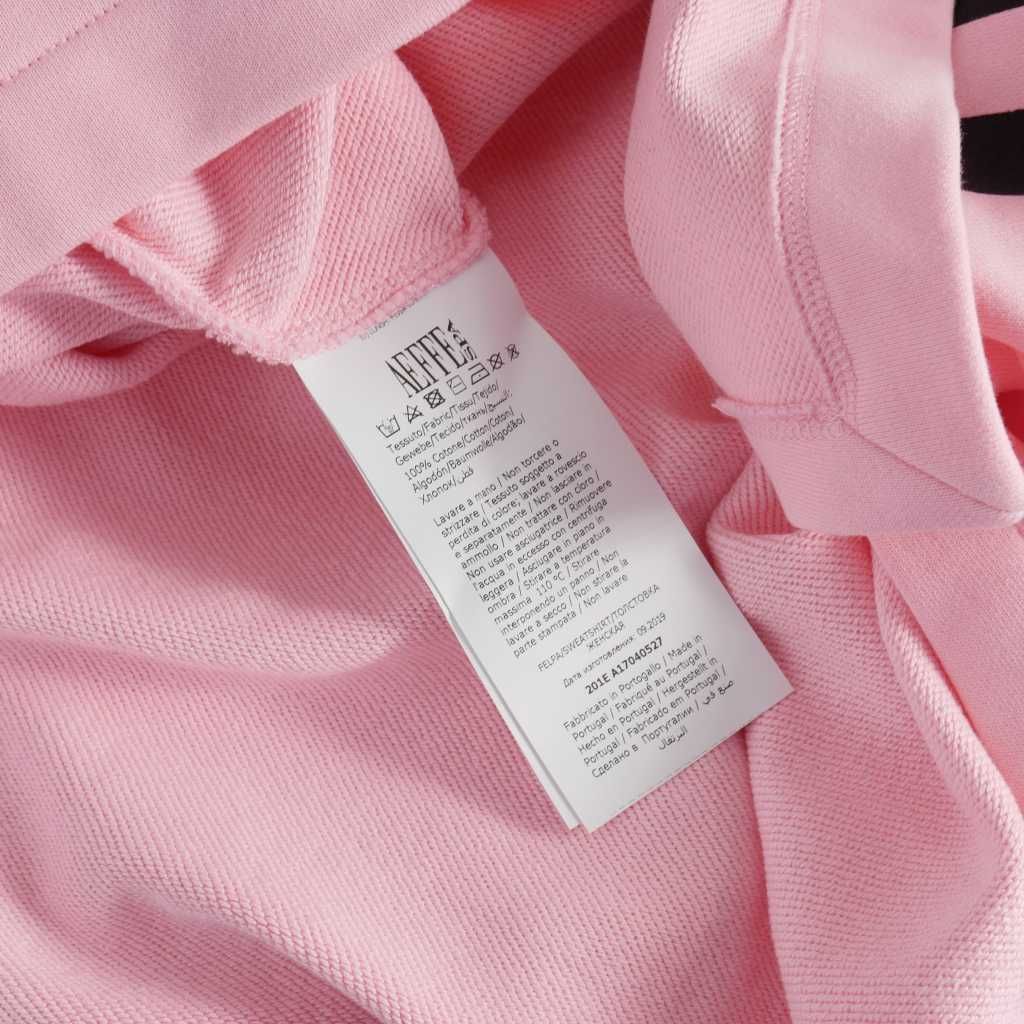 AEFFE SPA
Tessuto/Fabric/Tissu/Tejido/
Gewebe/Tecido/ткань/النسيج:
100% Cotone/Cotton/Coton/
Algodón/Baumwolle/Algodão/
Хлопок/قطن
Lavare a mano / Non torcere o
strizzare / Tessuto soggetto a
perdita di colore; lavare a rovescio
e separatamente / Non lasciare in
ammollo / Non trattare con cloro /
Non usare asciugatrice / Rimuovere
l'acqua in eccesso con centrifuga
leggera / Asciugare in piano in
ombra / Stirare a temperatura
massima 110 °C / Stirare
interponendo un panno / Non
lavare a secco / Non stirare la
parte stampata / Non lavare
FELPA/SWEATSHIRT/ТОЛСТОВКА
ЖЕНСКАЯ
Дата изготовления: 09.2019
201E A17040527
Fabbricato in Portogallo / Made in
Portugal / Fabriqué au Portugal /
Hecho en Portugal / Hergestellt in
Portugal / Fabricado em Portugal /
Сделано в Португалии / صنع في
البرتغال